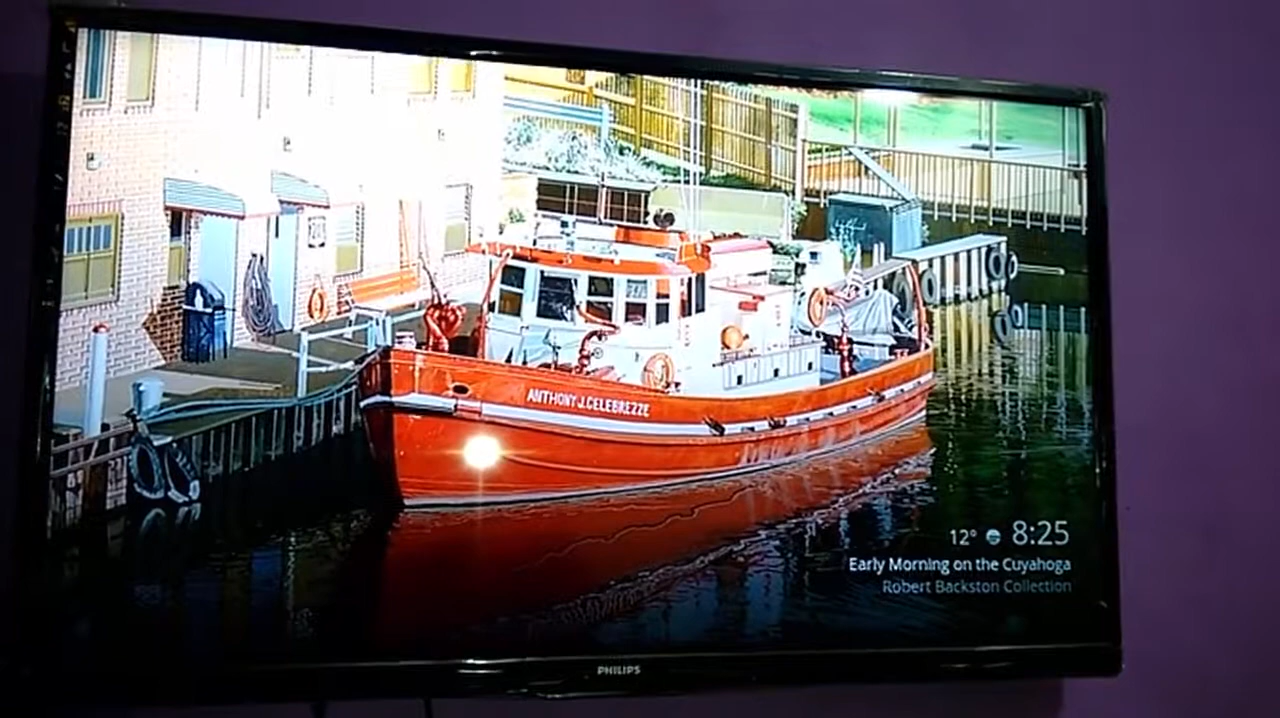 ANTHONY J. CELEBREZZE
12° 8:25
Early Morning on the Cuyahoga
Robert Backston Collection
PHILIPS